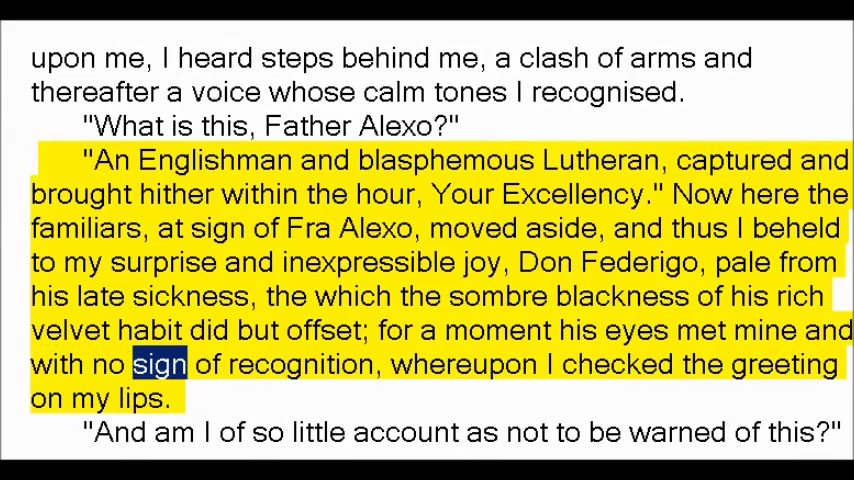 upon me, I heard steps behind me, a clash of arms and
thereafter a voice whose calm tones I recognised.
"What is this, Father Alexo?"
"An Englishman and blasphemous Lutheran, captured and
brought hither within the hour, Your Excellency." Now here the
familiars, at sign of Fra Alexo, moved aside, and thus I beheld
to my surprise and inexpressible joy, Don Federigo, pale from
his late sickness, the which the sombre blackness of his rich
velvet habit did but offset; for a moment his eyes met mine and
with no sign of recognition, whereupon I checked the greeting
on my lips.
"And am I of so little account as not to be warned of this?"